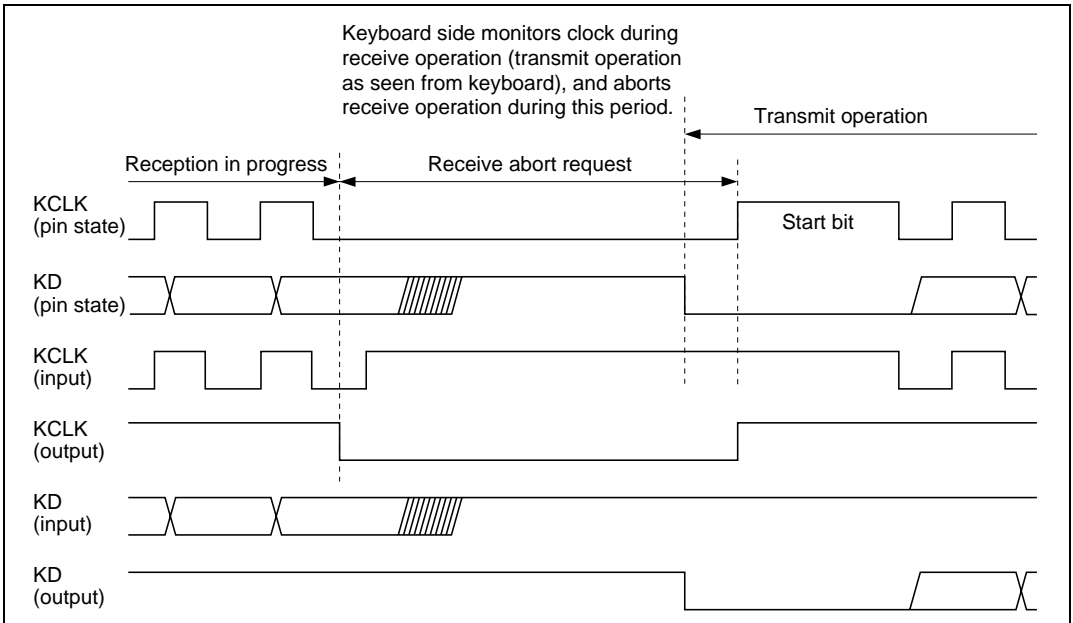 Keyboard side monitors clock during
receive operation (transmit operation
as seen from keyboard), and aborts
receive operation during this period.
Transmit operation
Reception in progress
Receive abort request
KCLK
(pin state)
Start bit
KD
(pin state)
KCLK
(input)
KCLK
(output)
KD
(input)
KD
(output)